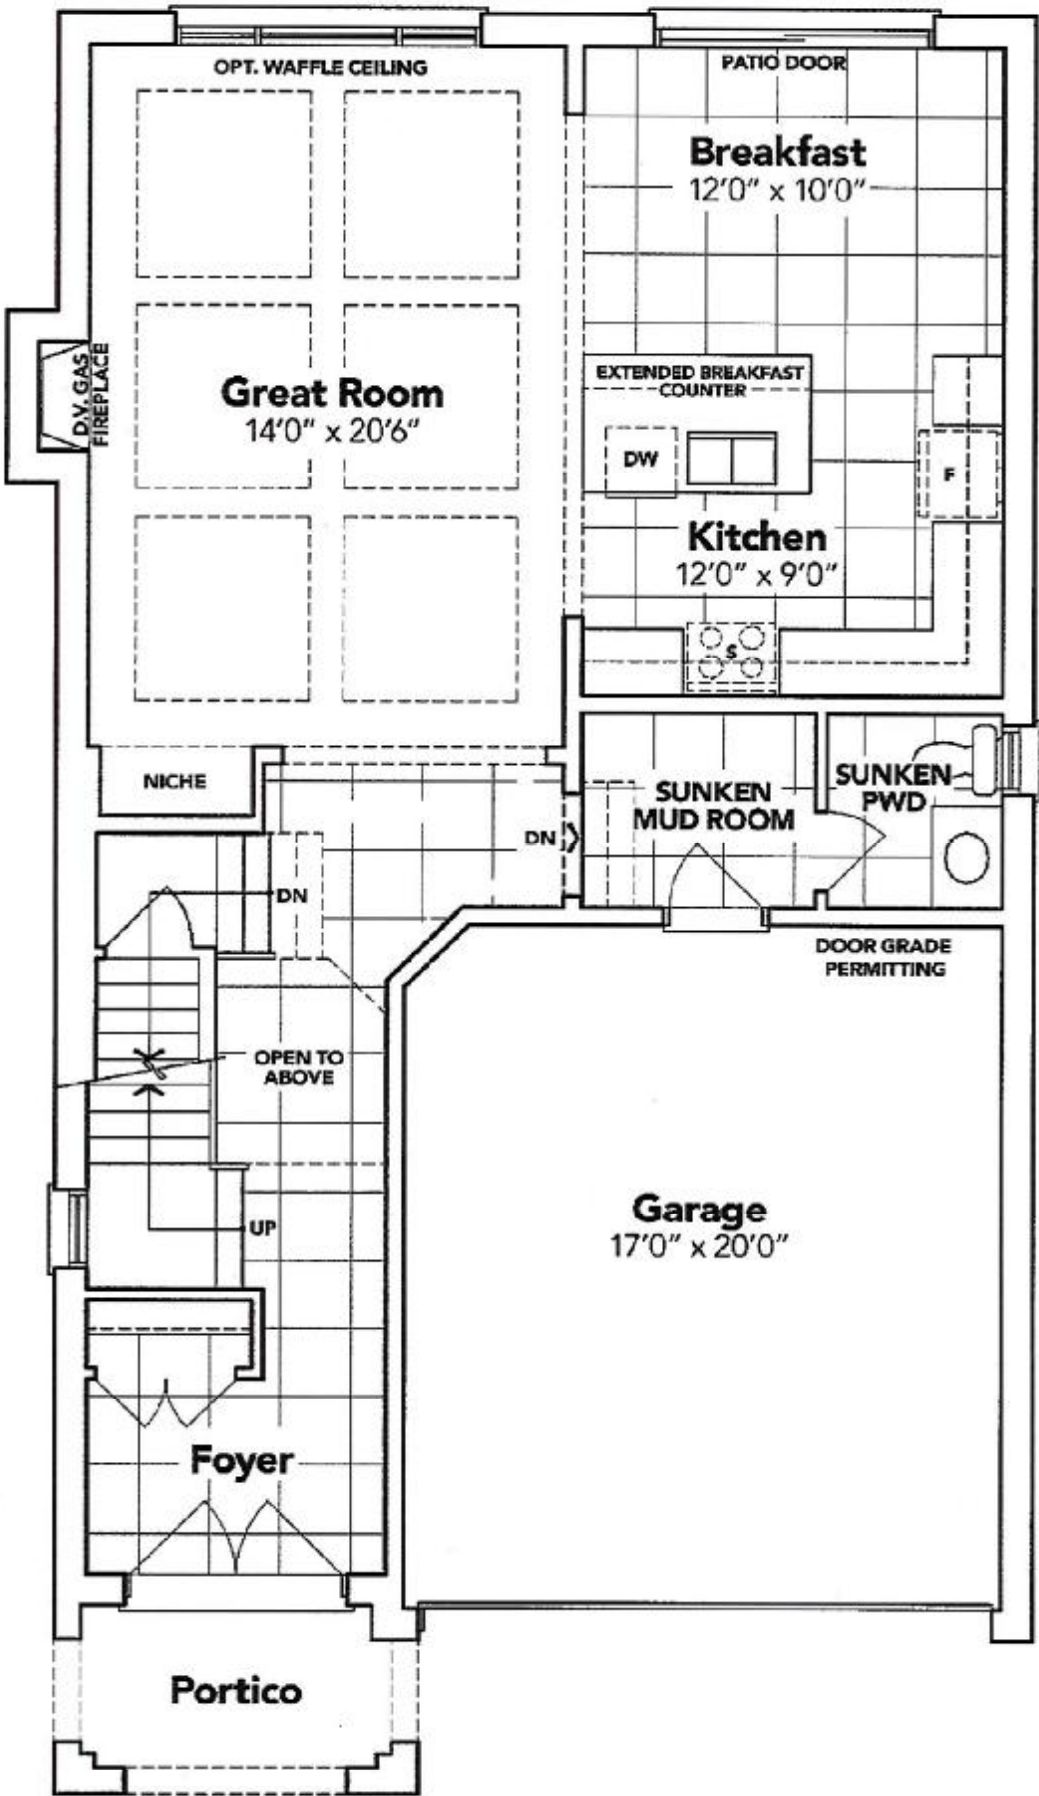 OPT. WAFFLE CEILING
PATIO DOOR
Breakfast
12'0" x 10'0"
D.V. GAS
FIREPLACE
Great Room
14'0" x 20'6"
EXTENDED BREAKFAST
COUNTER
DW
F
Kitchen
12'0" x 9'0"
S
NICHE
SUNKEN
MUD ROOM
SUNKEN
PWD
DN
DN
DOOR GRADE
PERMITTING
OPEN TO
ABOVE
UP
Garage
17'0" x 20'0"
Foyer
Portico